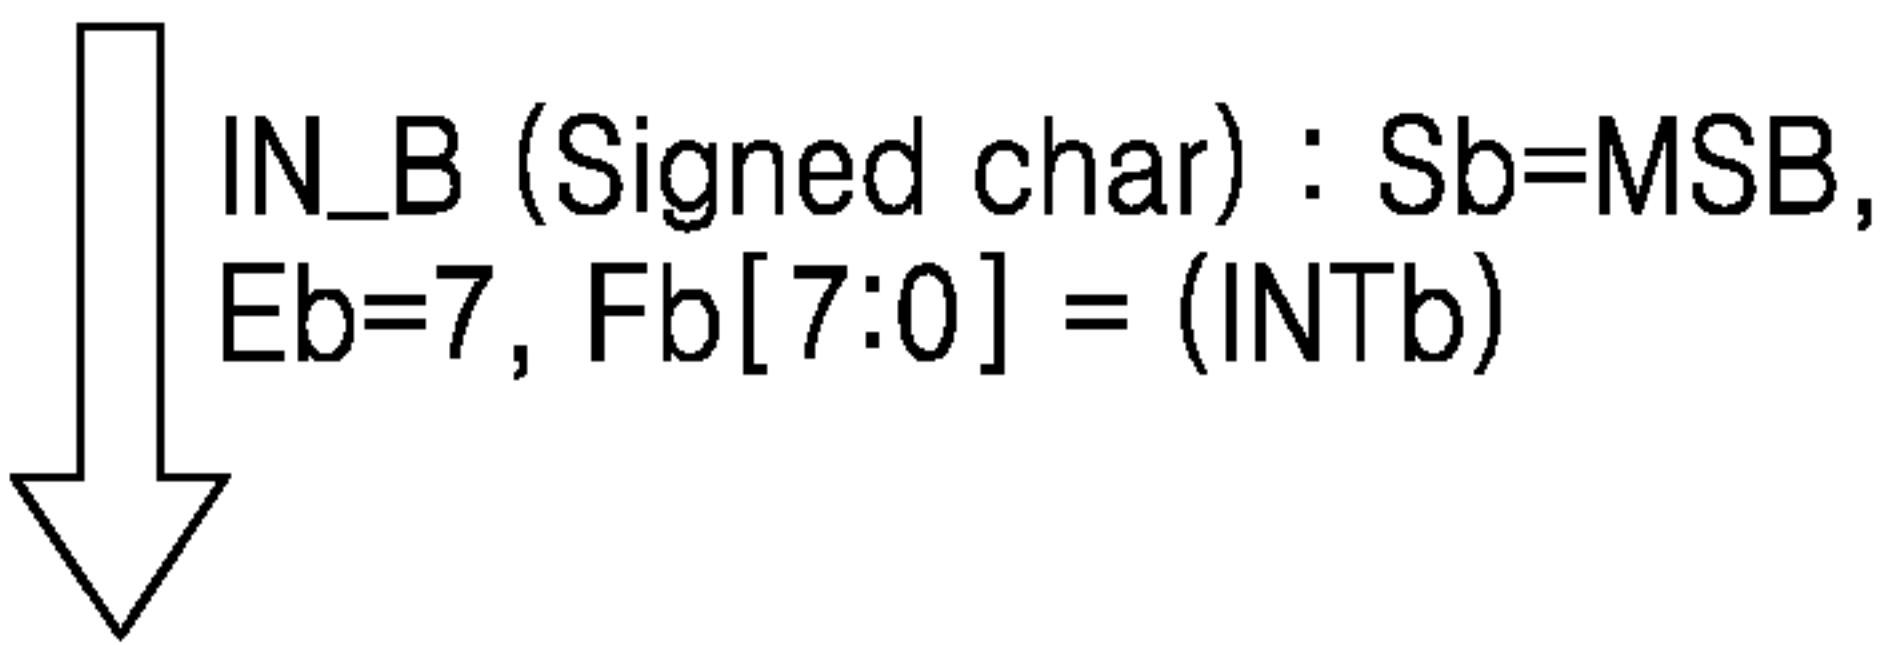 IN_B (Signed char) : Sb=MSB,
Eb=7, Fb[7:0] = (INTb)